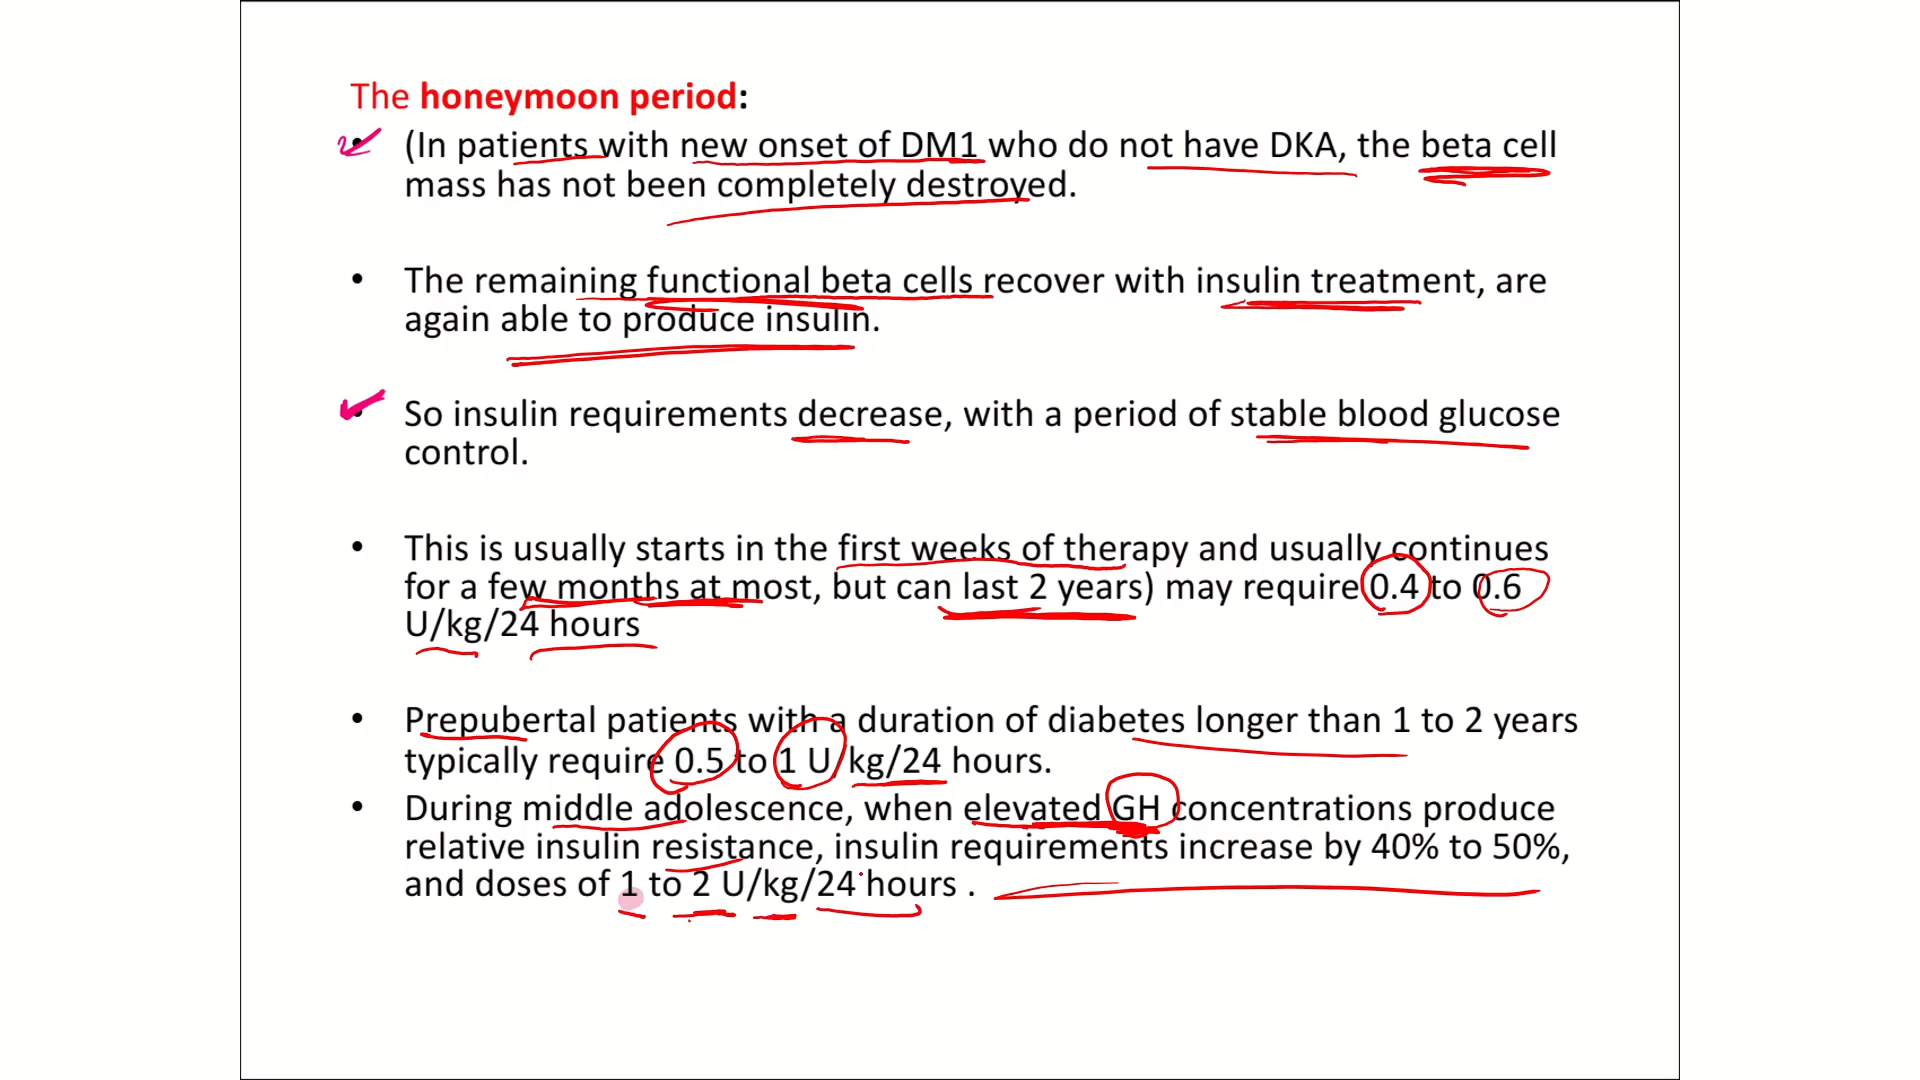 The honeymoon period:
• (In patients with new onset of DM1 who do not have DKA, the beta cell
mass has not been completely destroyed.
• The remaining functional beta cells recover with insulin treatment, are
again able to produce insulin.
• So insulin requirements decrease, with a period of stable blood glucose
control.
• This is usually starts in the first weeks of therapy and usually continues
for a few months at most, but can last 2 years) may require 0.4 to 0.6
U/kg/24 hours
• Prepubertal patients with a duration of diabetes longer than 1 to 2 years
typically require 0.5 to 1 U/ kg/24 hours.
• During middle adolescence, when elevated GH concentrations produce
relative insulin resistance, insulin requirements increase by 40% to 50%,
and doses of 1 to 2 U/kg/24 hours .